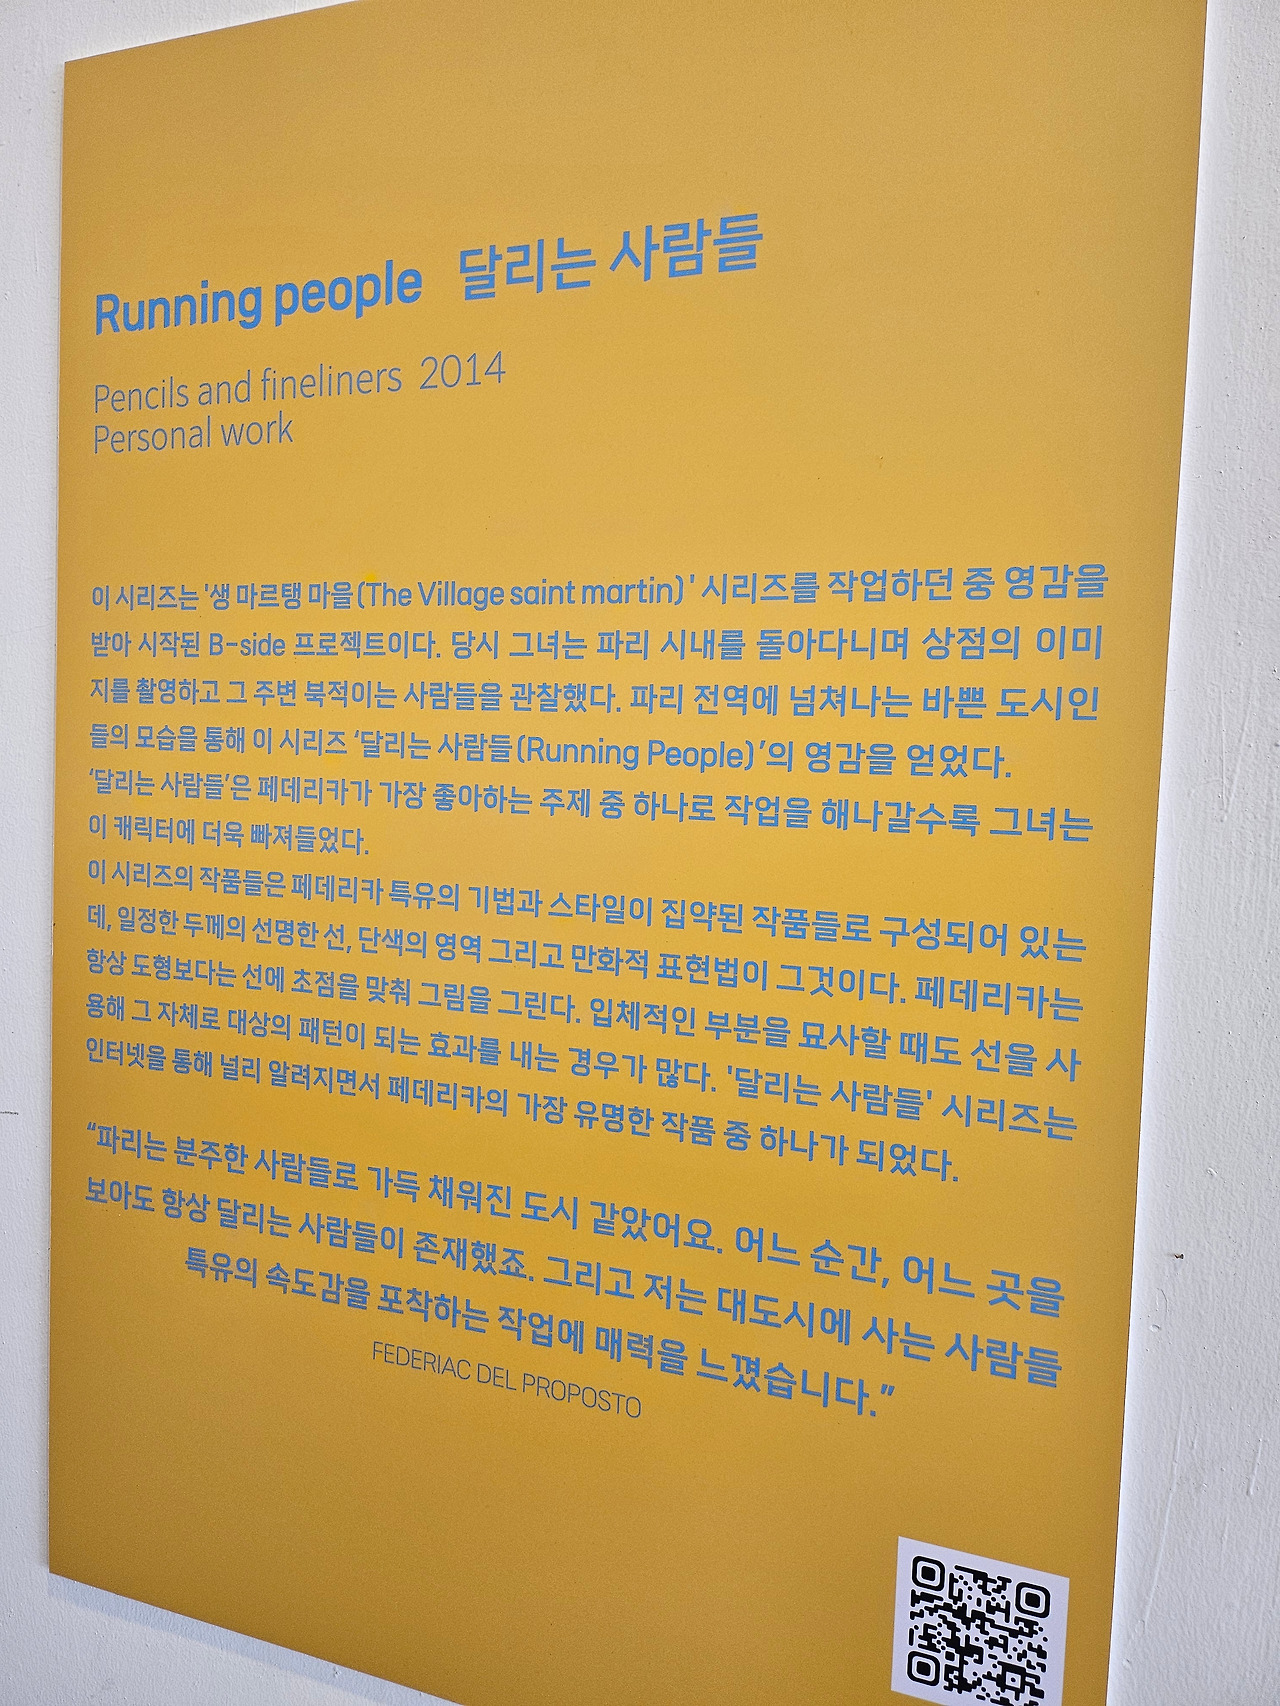 Running people 달리는 사람들
Pencils and fineliners 2014
Personal work
이 시리즈는 '생 마르탱 마을(The Village saint martin)' 시리즈를 작업하던 중 영감을
받아 시작된 B-side 프로젝트이다. 당시 그녀는 파리 시내를 돌아다니며 상점의 이미
지를 촬영하고 그 주변 북적이는 사람들을 관찰했다. 파리 전역에 넘쳐나는 바쁜 도시인
들의 모습을 통해 이 시리즈 ‘달리는 사람들(Running People)’의 영감을 얻었다.
‘달리는 사람들’은 페데리카가 가장 좋아하는 주제 중 하나로 작업을 해나갈수록 그녀는
이 캐릭터에 더욱 빠져들었다.
이 시리즈의 작품들은 페데리카 특유의 기법과 스타일이 집약된 작품들로 구성되어 있는
데, 일정한 두께의 선명한 선, 단색의 영역 그리고 만화적 표현법이 그것이다. 페데리카는
항상 도형보다는 선에 초점을 맞춰 그림을 그린다. 입체적인 부분을 묘사할 때도 선을 사
용해 그 자체로 대상의 패턴이 되는 효과를 내는 경우가 많다. '달리는 사람들' 시리즈는
인터넷을 통해 널리 알려지면서 페데리카의 가장 유명한 작품 중 하나가 되었다.
“파리는 분주한 사람들로 가득 채워진 도시 같았어요. 어느 순간, 어느 곳을
보아도 항상 달리는 사람들이 존재했죠. 그리고 저는 대도시에 사는 사람들
특유의 속도감을 포착하는 작업에 매력을 느꼈습니다.”
FEDERIAC DEL PROPOSTO